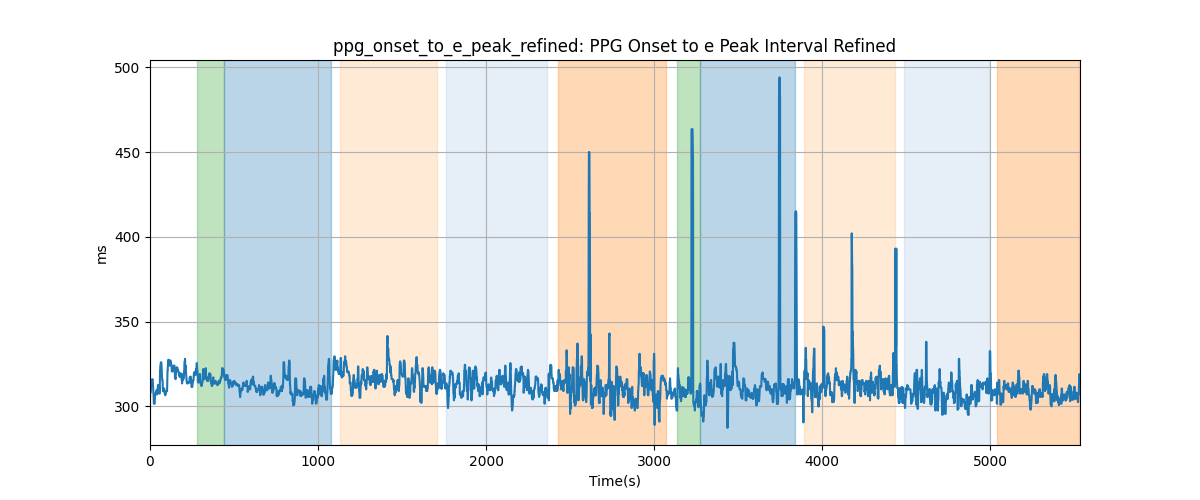 ppg_onset_to_e_peak_refined: PPG Onset to e Peak Interval Refined
500
450
400
350
300
ms
0 1000 2000 3000 4000 5000
Time(s)